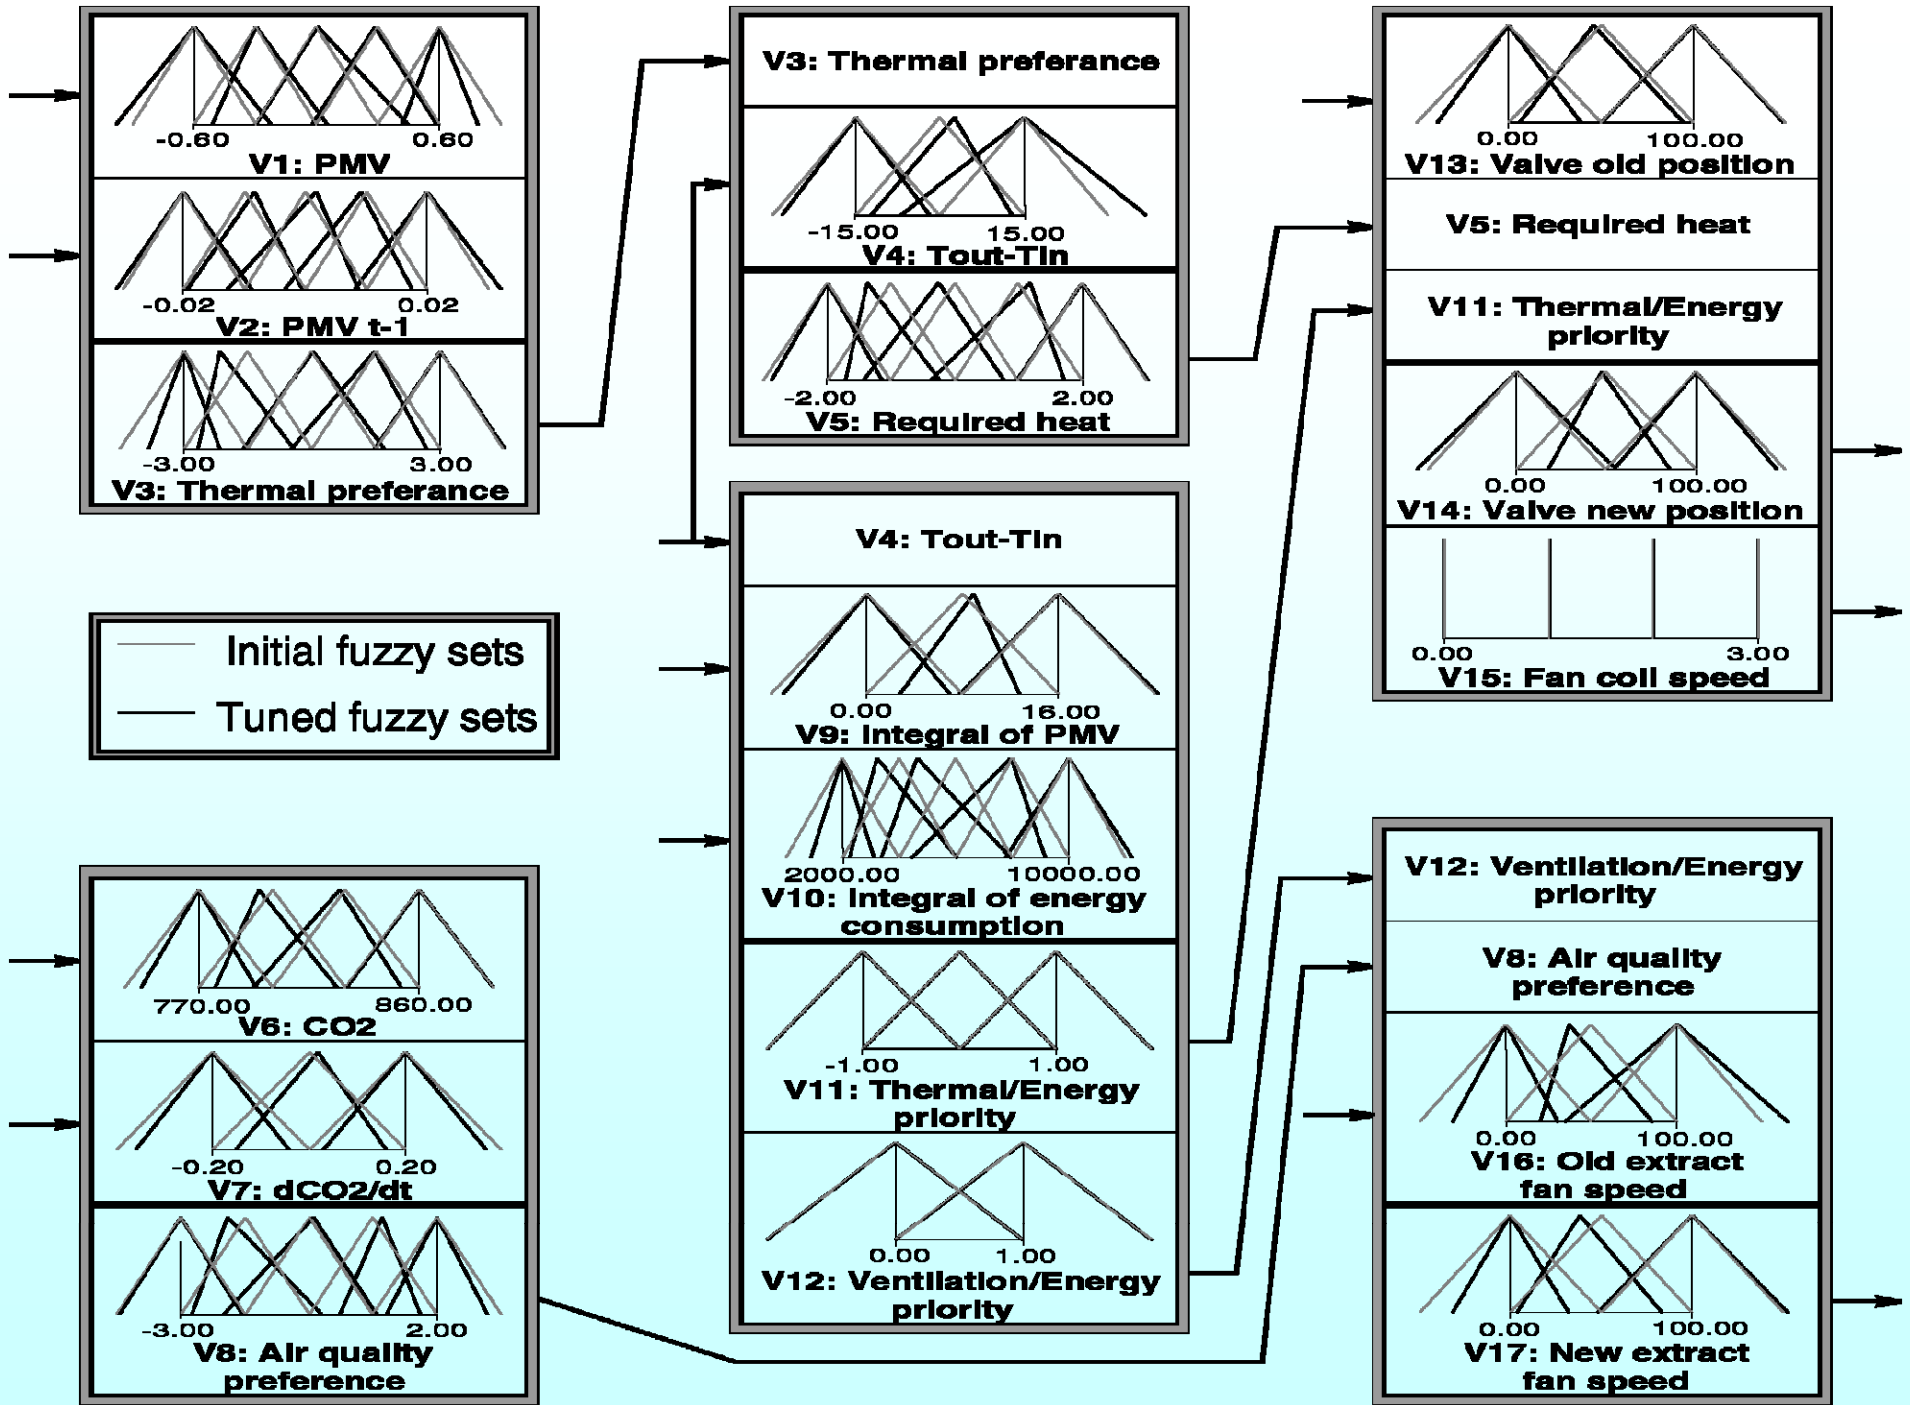 -0.60 0.60
V1: PMV
-0.02 0.02
V2: PMV t-1
-3.00 3.00
V3: Thermal preferance
V3: Thermal preferance
-15.00 15.00
V4: Tout-Tin
-2.00 2.00
V5: Required heat
0.00 100.00
V13: Valve old position
V5: Required heat
V11: Thermal/Energy
priority
0.00 100.00
V14: Valve new position
0.00 3.00
V15: Fan coil speed
Initial fuzzy sets
Tuned fuzzy sets
V4: Tout-Tin
0.00 16.00
V9: Integral of PMV
2000.00 10000.00
V10: Integral of energy
consumption
-1.00 1.00
V11: Thermal/Energy
priority
0.00 1.00
V12: Ventilation/Energy
priority
770.00 860.00
V6: CO2
-0.20 0.20
V7: dCO2/dt
-3.00 2.00
V8: Air quality
preference
V12: Ventilation/Energy
priority
V8: Air quality
preference
0.00 100.00
V16: Old extract
fan speed
0.00 100.00
V17: New extract
fan speed